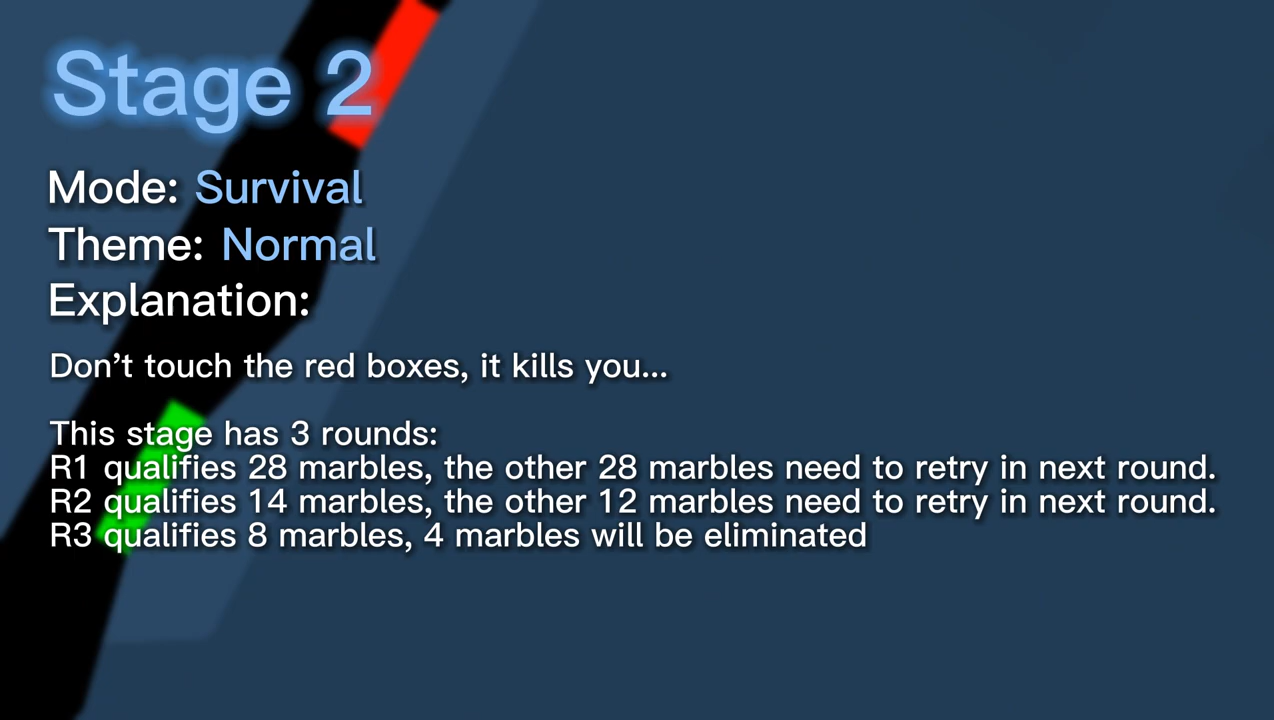 Stage 2
Mode: Survival
Theme: Normal
Explanation:
Don't touch the red boxes, it kills you...
This stage has 3 rounds:
R1 qualifies 28 marbles, the other 28 marbles need to retry in next round.
R2 qualifies 14 marbles, the other 12 marbles need to retry in next round.
R3 qualifies 8 marbles, 4 marbles will be eliminated